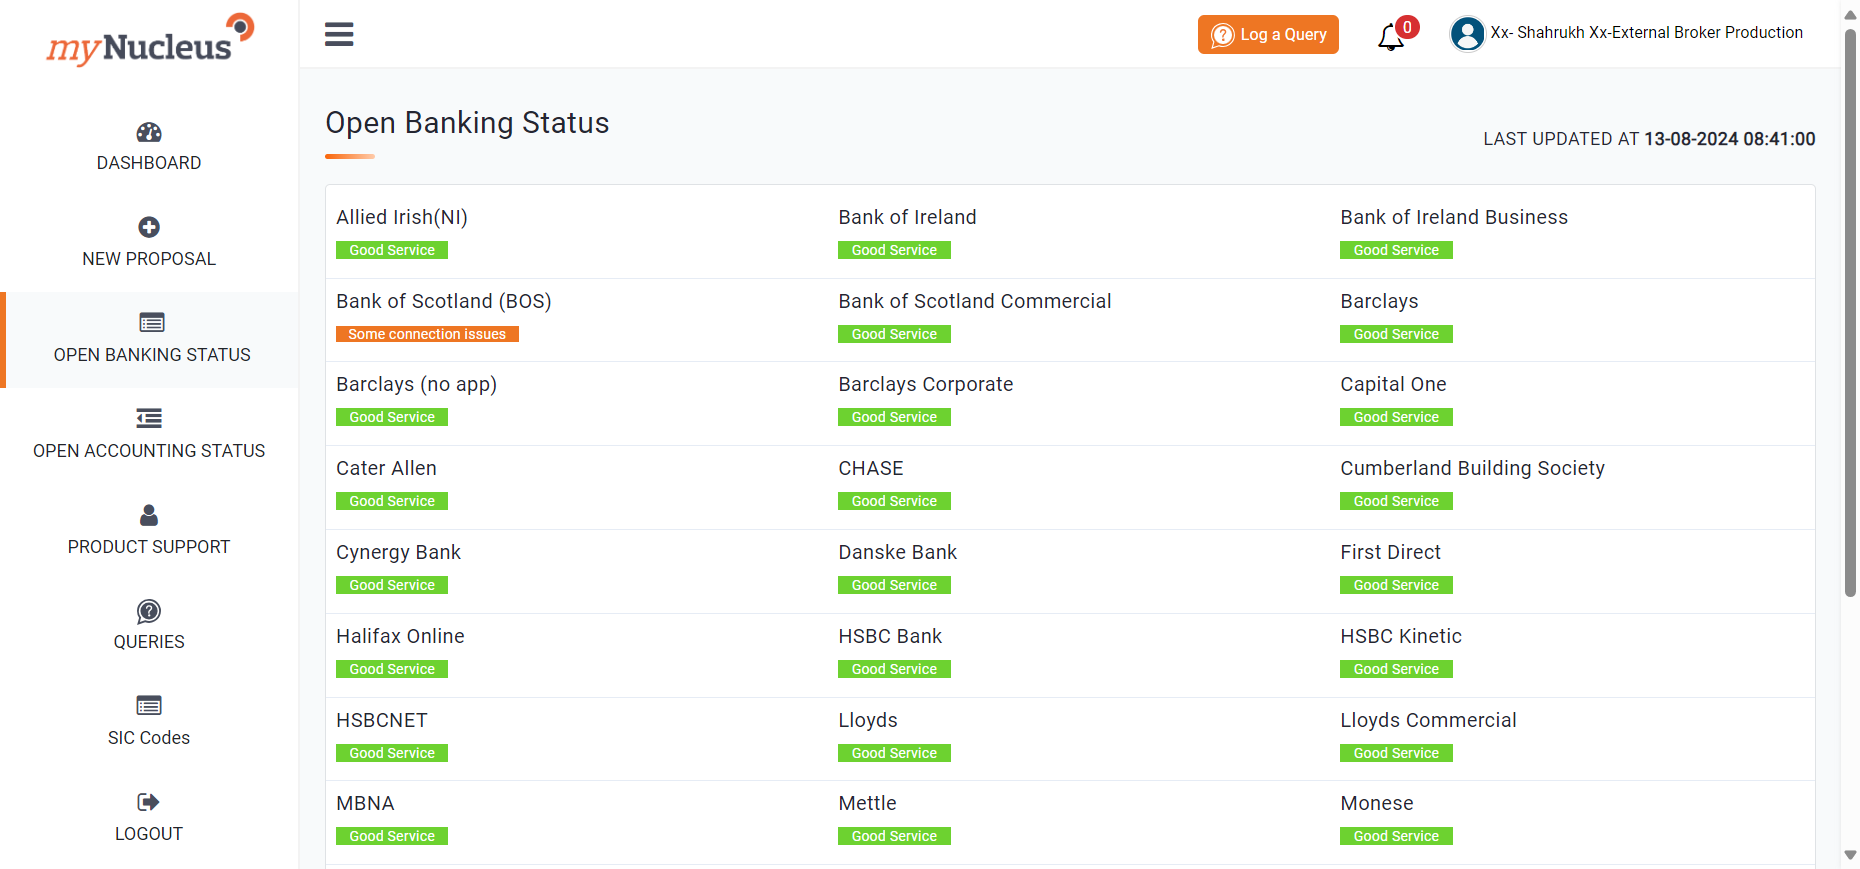 myNucleus
Log a Query
0
Xx- Shahrukh Xx-External Broker Production
DASHBOARD
NEW PROPOSAL
OPEN BANKING STATUS
OPEN ACCOUNTING STATUS
PRODUCT SUPPORT
QUERIES
SIC Codes
LOGOUT
Open Banking Status
LAST UPDATED AT 13-08-2024 08:41:00
Allied Irish(NI)
Good Service
Bank of Ireland
Good Service
Bank of Ireland Business
Good Service
Bank of Scotland (BOS)
Some connection issues
Bank of Scotland Commercial
Good Service
Barclays
Good Service
Barclays (no app)
Good Service
Barclays Corporate
Good Service
Capital One
Good Service
Cater Allen
Good Service
CHASE
Good Service
Cumberland Building Society
Good Service
Cynergy Bank
Good Service
Danske Bank
Good Service
First Direct
Good Service
Halifax Online
Good Service
HSBC Bank
Good Service
HSBC Kinetic
Good Service
HSBCNET
Good Service
Lloyds
Good Service
Lloyds Commercial
Good Service
MBNA
Good Service
Mettle
Good Service
Monese
Good Service